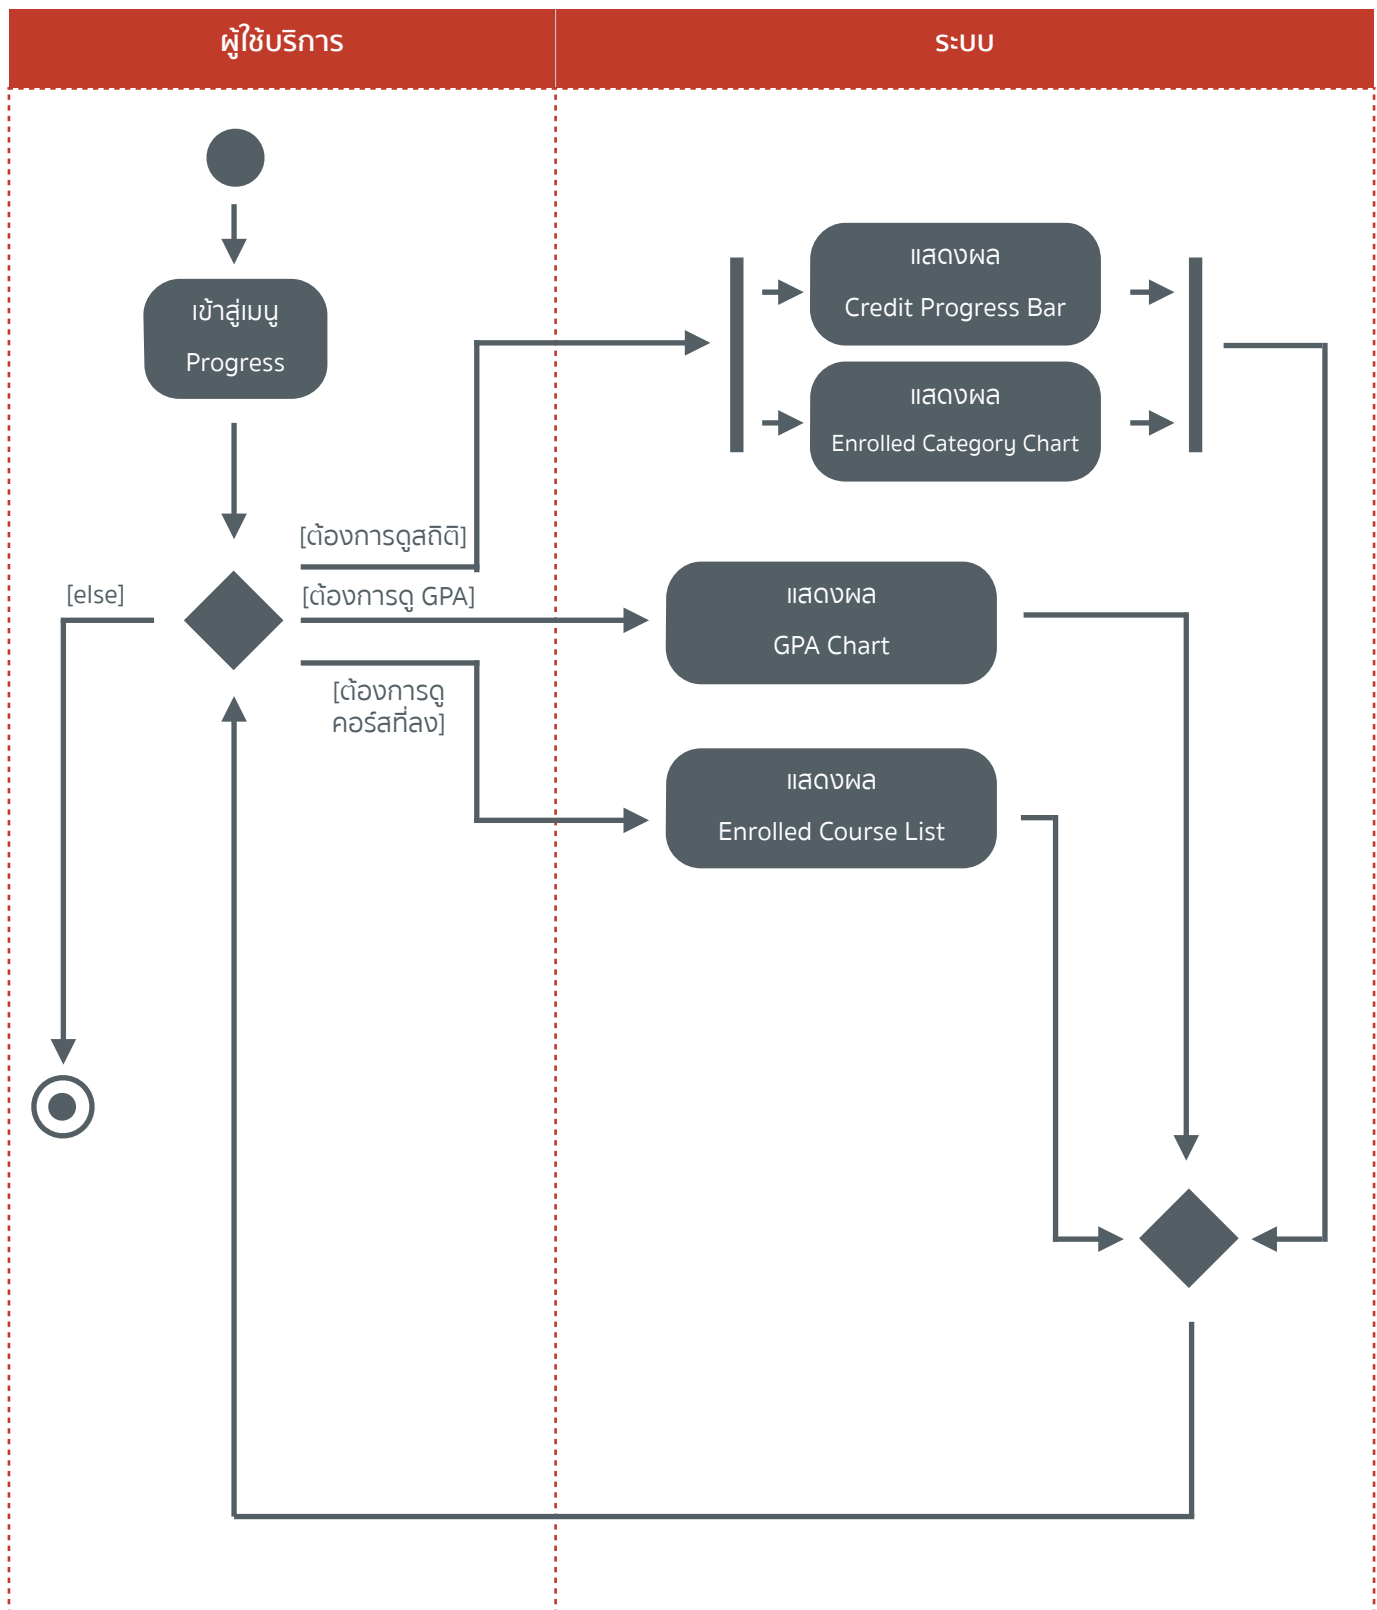 ผู้ใช้บริการ
ระบบ
เข้าสู่เมนู
Progress
แสดงผล
Credit Progress Bar
แสดงผล
Enrolled Category Chart
[ต้องการดูสถิติ]
[else]
[ต้องการดู GPA]
แสดงผล
GPA Chart
[ต้องการดู
คอร์สที่ลง]
แสดงผล
Enrolled Course List